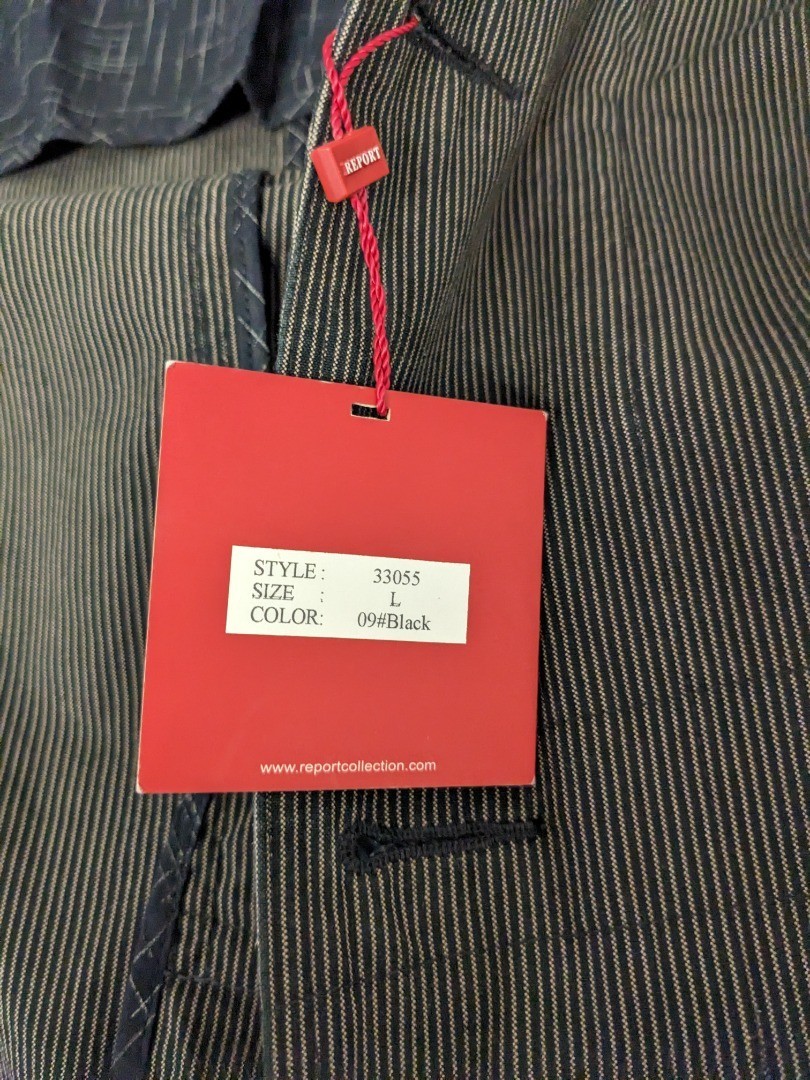 REPORT
STYLE : 33055
SIZE : L
COLOR: 09#Black
www.reportcollection.com